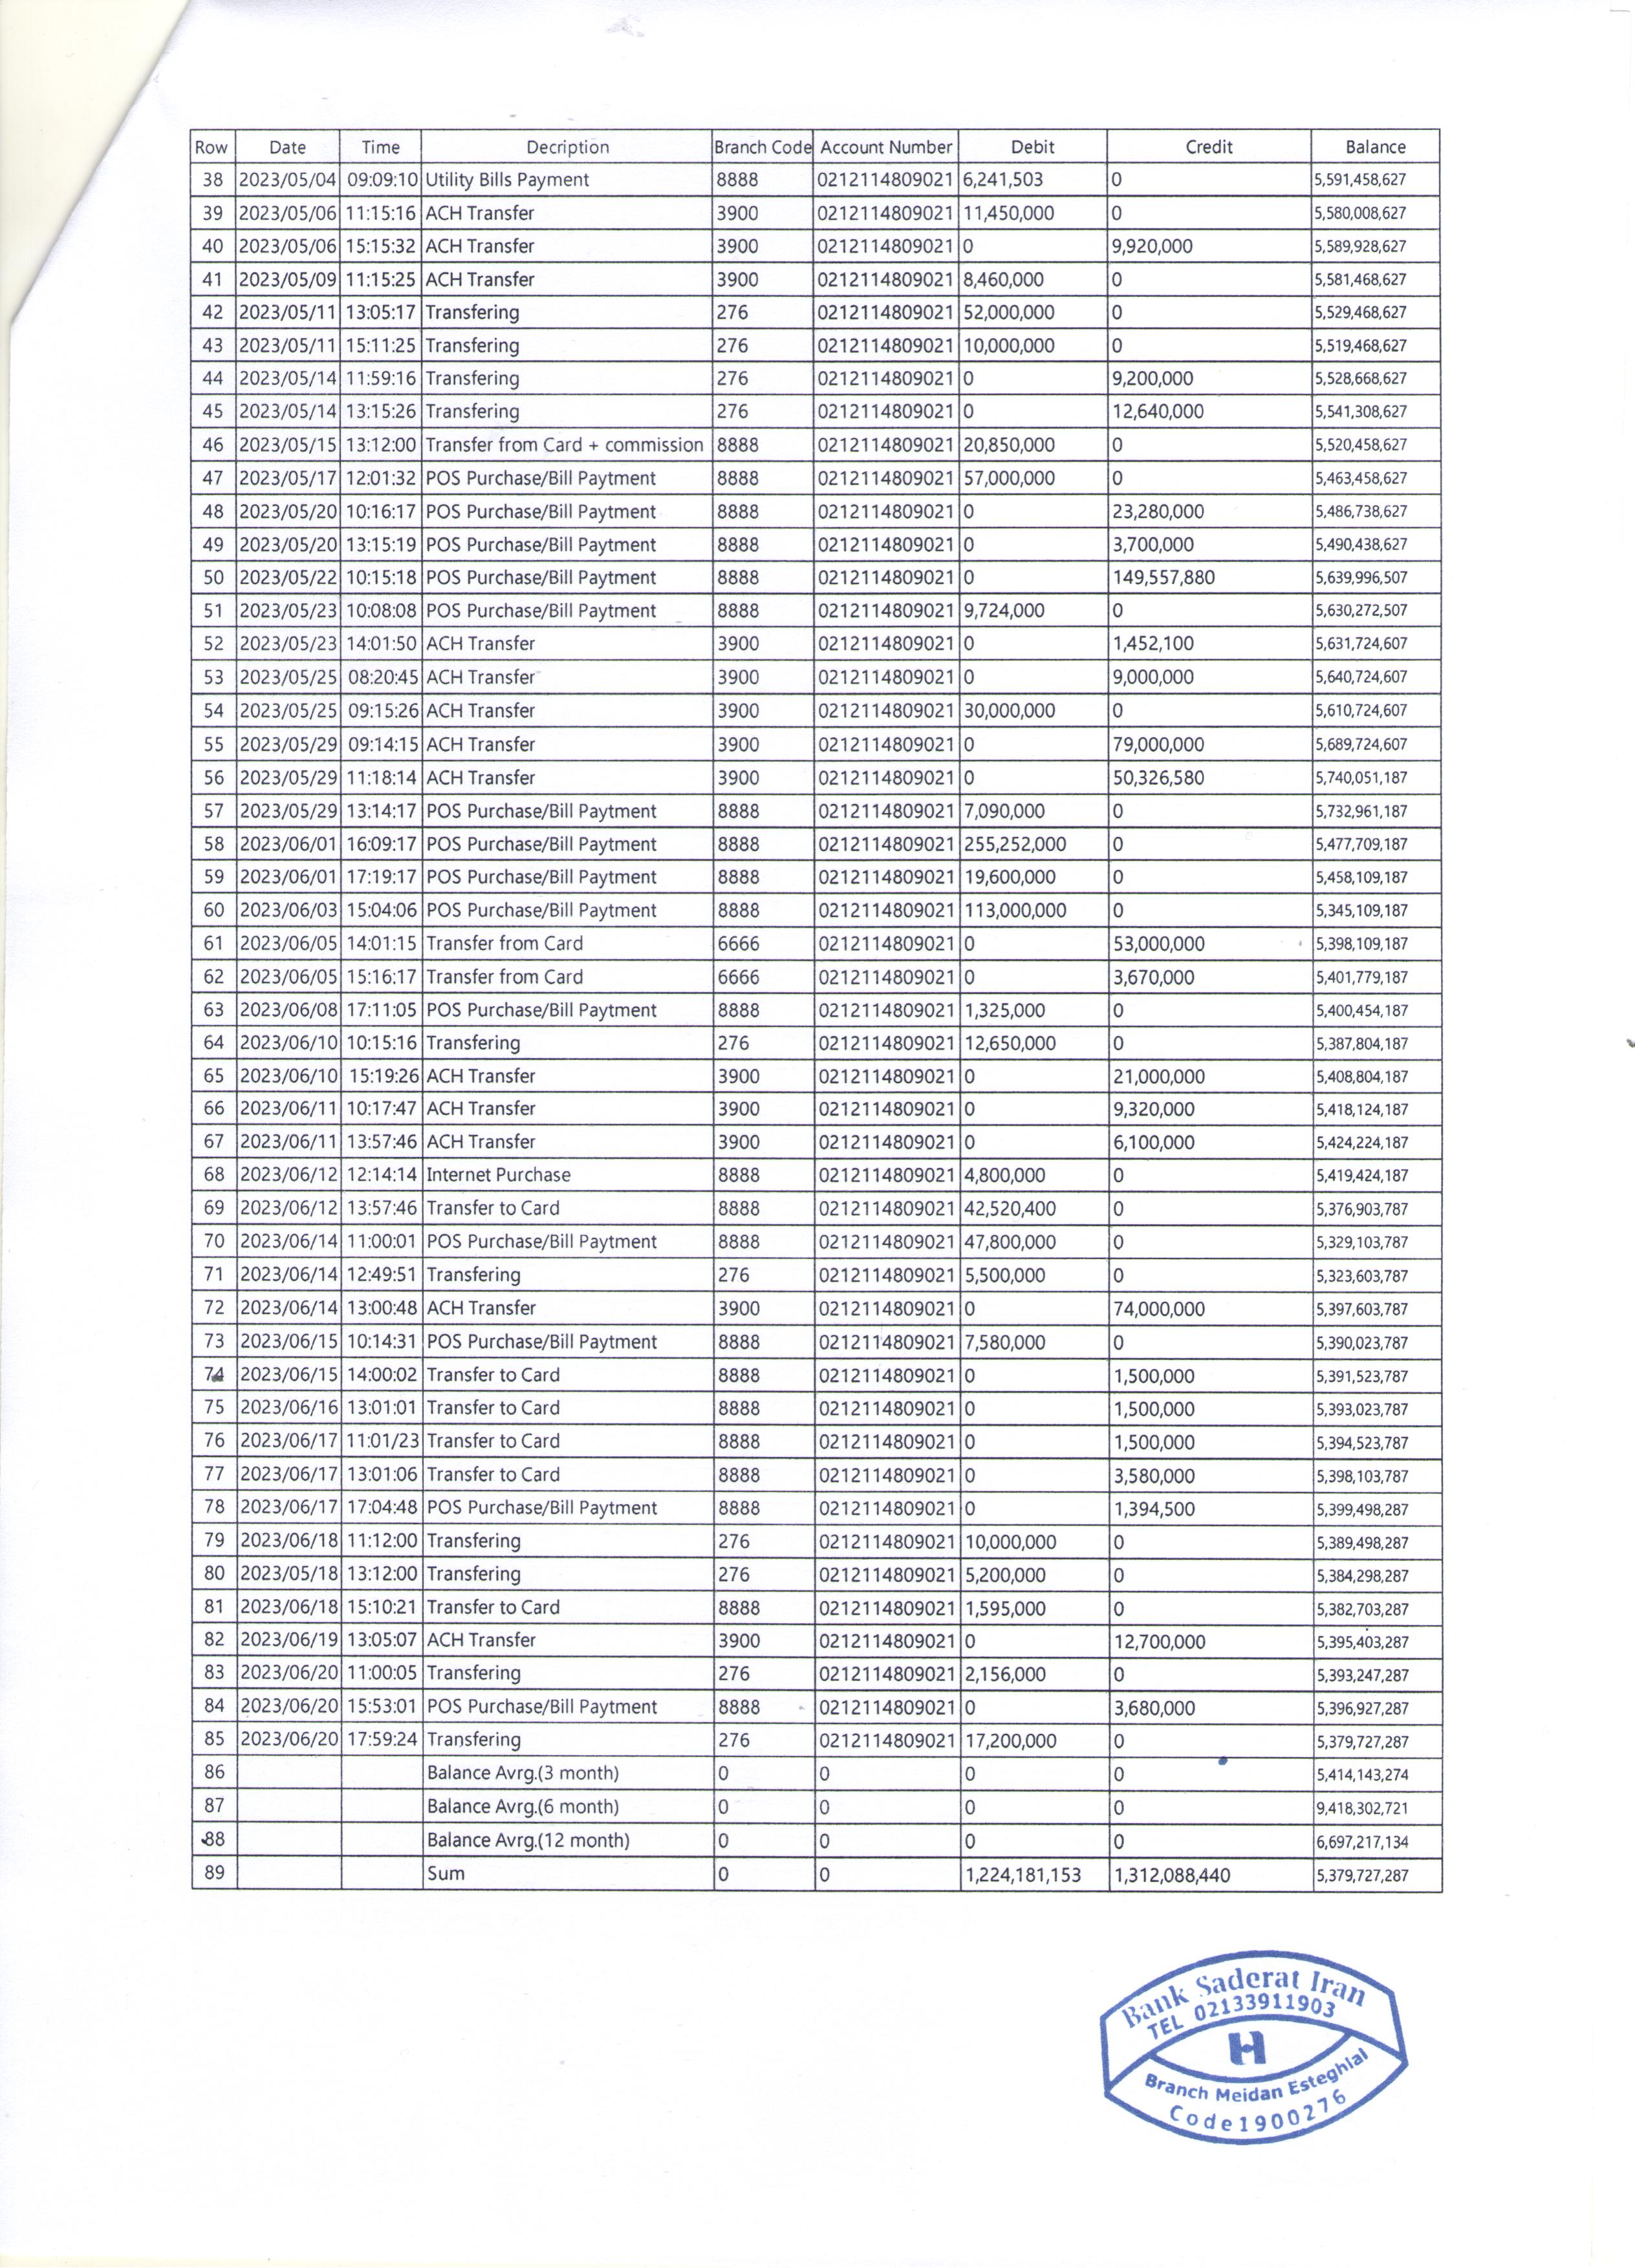 Row Date Time Decription Branch Code Account Number Debit Credit Balance
38 2023/05/04 09:09:10 Utility Bills Payment 8888 0212114809021 6,241,503 0 5,591,458,627
39 2023/05/06 11:15:16 ACH Transfer 3900 0212114809021 11,450,000 0 5,580,008,627
40 2023/05/06 15:15:32 ACH Transfer 3900 0212114809021 0 9,920,000 5,589,928,627
41 2023/05/09 11:15:25 ACH Transfer 3900 0212114809021 8,460,000 0 5,581,468,627
42 2023/05/11 13:05:17 Transfering 276 0212114809021 52,000,000 0 5,529,468,627
43 2023/05/11 15:11:25 Transfering 276 0212114809021 10,000,000 0 5,519,468,627
44 2023/05/14 11:59:16 Transfering 276 0212114809021 0 9,200,000 5,528,668,627
45 2023/05/14 13:15:26 Transfering 276 0212114809021 0 12,640,000 5,541,308,627
46 2023/05/15 13:12:00 Transfer from Card + commission 8888 0212114809021 20,850,000 0 5,520,458,627
47 2023/05/17 12:01:32 POS Purchase/Bill Paytment 8888 0212114809021 57,000,000 0 5,463,458,627
48 2023/05/20 10:16:17 POS Purchase/Bill Paytment 8888 0212114809021 0 23,280,000 5,486,738,627
49 2023/05/20 13:15:19 POS Purchase/Bill Paytment 8888 0212114809021 0 3,700,000 5,490,438,627
50 2023/05/22 10:15:18 POS Purchase/Bill Paytment 8888 0212114809021 0 149,557,880 5,639,996,507
51 2023/05/23 10:08:08 POS Purchase/Bill Paytment 8888 0212114809021 9,724,000 0 5,630,272,507
52 2023/05/23 14:01:50 ACH Transfer 3900 0212114809021 0 1,452,100 5,631,724,607
53 2023/05/25 08:20:45 ACH Transfer 3900 0212114809021 0 9,000,000 5,640,724,607
54 2023/05/25 09:15:26 ACH Transfer 3900 0212114809021 30,000,000 0 5,610,724,607
55 2023/05/29 09:14:15 ACH Transfer 3900 0212114809021 0 79,000,000 5,689,724,607
56 2023/05/29 11:18:14 ACH Transfer 3900 0212114809021 0 50,326,580 5,740,051,187
57 2023/05/29 13:14:17 POS Purchase/Bill Paytment 8888 0212114809021 7,090,000 0 5,732,961,187
58 2023/06/01 16:09:17 POS Purchase/Bill Paytment 8888 0212114809021 255,252,000 0 5,477,709,187
59 2023/06/01 17:19:17 POS Purchase/Bill Paytment 8888 0212114809021 19,600,000 0 5,458,109,187
60 2023/06/03 15:04:06 POS Purchase/Bill Paytment 8888 0212114809021 113,000,000 0 5,345,109,187
61 2023/06/05 14:01:15 Transfer from Card 6666 0212114809021 0 53,000,000 5,398,109,187
62 2023/06/05 15:16:17 Transfer from Card 6666 0212114809021 0 3,670,000 5,401,779,187
63 2023/06/08 17:11:05 POS Purchase/Bill Paytment 8888 0212114809021 1,325,000 0 5,400,454,187
64 2023/06/10 10:15:16 Transfering 276 0212114809021 12,650,000 0 5,387,804,187
65 2023/06/10 15:19:26 ACH Transfer 3900 0212114809021 0 21,000,000 5,408,804,187
66 2023/06/11 10:17:47 ACH Transfer 3900 0212114809021 0 9,320,000 5,418,124,187
67 2023/06/11 13:57:46 ACH Transfer 3900 0212114809021 0 6,100,000 5,424,224,187
68 2023/06/12 12:14:14 Internet Purchase 8888 0212114809021 4,800,000 0 5,419,424,187
69 2023/06/12 13:57:46 Transfer to Card 8888 0212114809021 42,520,400 0 5,376,903,787
70 2023/06/14 11:00:01 POS Purchase/Bill Paytment 8888 0212114809021 47,800,000 0 5,329,103,787
71 2023/06/14 12:49:51 Transfering 276 0212114809021 5,500,000 0 5,323,603,787
72 2023/06/14 13:00:48 ACH Transfer 3900 0212114809021 0 74,000,000 5,397,603,787
73 2023/06/15 10:14:31 POS Purchase/Bill Paytment 8888 0212114809021 7,580,000 0 5,390,023,787
74 2023/06/15 14:00:02 Transfer to Card 8888 0212114809021 0 1,500,000 5,391,523,787
75 2023/06/16 13:01:01 Transfer to Card 8888 0212114809021 0 1,500,000 5,393,023,787
76 2023/06/17 11:01/23 Transfer to Card 8888 0212114809021 0 1,500,000 5,394,523,787
77 2023/06/17 13:01:06 Transfer to Card 8888 0212114809021 0 3,580,000 5,398,103,787
78 2023/06/17 17:04:48 POS Purchase/Bill Paytment 8888 0212114809021 0 1,394,500 5,399,498,287
79 2023/06/18 11:12:00 Transfering 276 0212114809021 10,000,000 0 5,389,498,287
80 2023/05/18 13:12:00 Transfering 276 0212114809021 5,200,000 0 5,384,298,287
81 2023/06/18 15:10:21 Transfer to Card 8888 0212114809021 1,595,000 0 5,382,703,287
82 2023/06/19 13:05:07 ACH Transfer 3900 0212114809021 0 12,700,000 5,395,403,287
83 2023/06/20 11:00:05 Transfering 276 0212114809021 2,156,000 0 5,393,247,287
84 2023/06/20 15:53:01 POS Purchase/Bill Paytment 8888 0212114809021 0 3,680,000 5,396,927,287
85 2023/06/20 17:59:24 Transfering 276 0212114809021 17,200,000 0 5,379,727,287
86 Balance Avrg.(3 month) 0 0 0 0 5,414,143,274
87 Balance Avrg.(6 month) 0 0 0 0 9,418,302,721
88 Balance Avrg.(12 month) 0 0 0 0 6,697,217,134
89 Sum 0 0 1,224,181,153 1,312,088,440 5,379,727,287
Bank Saderat Iran
TEL 02133911903
Branch Meidan Esteghlal
Code1900276